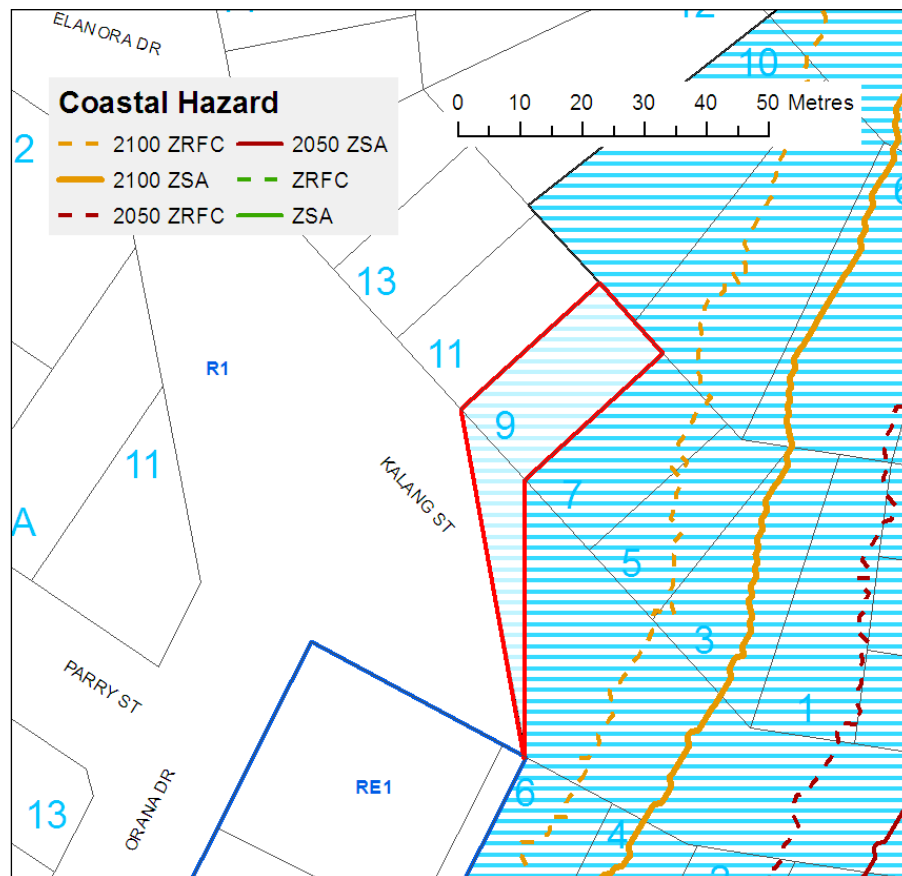 ELANORA DR
12
10
Coastal Hazard
0 10 20 30 40 50 Metres
2100 ZRFC 2050 ZSA
2100 ZSA ZRFC
2050 ZRFC ZSA
2
13
11
R1
9
11
KALANG ST
7
A
5
3
PARRY ST
1
RE1
6
13
ORANA DR
4